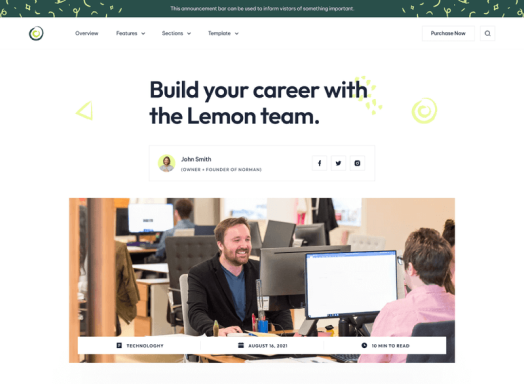 This announcement bar can be used to inform vistors of something important.
Overview
Features
Sections
Template
Purchase Now
Build your career with
the Lemon team.
John Smith
(OWNER + FOUNDER OF NORMAN)
TECHNOLOGHY
AUGUST 16, 2021
10 MIN TO READ